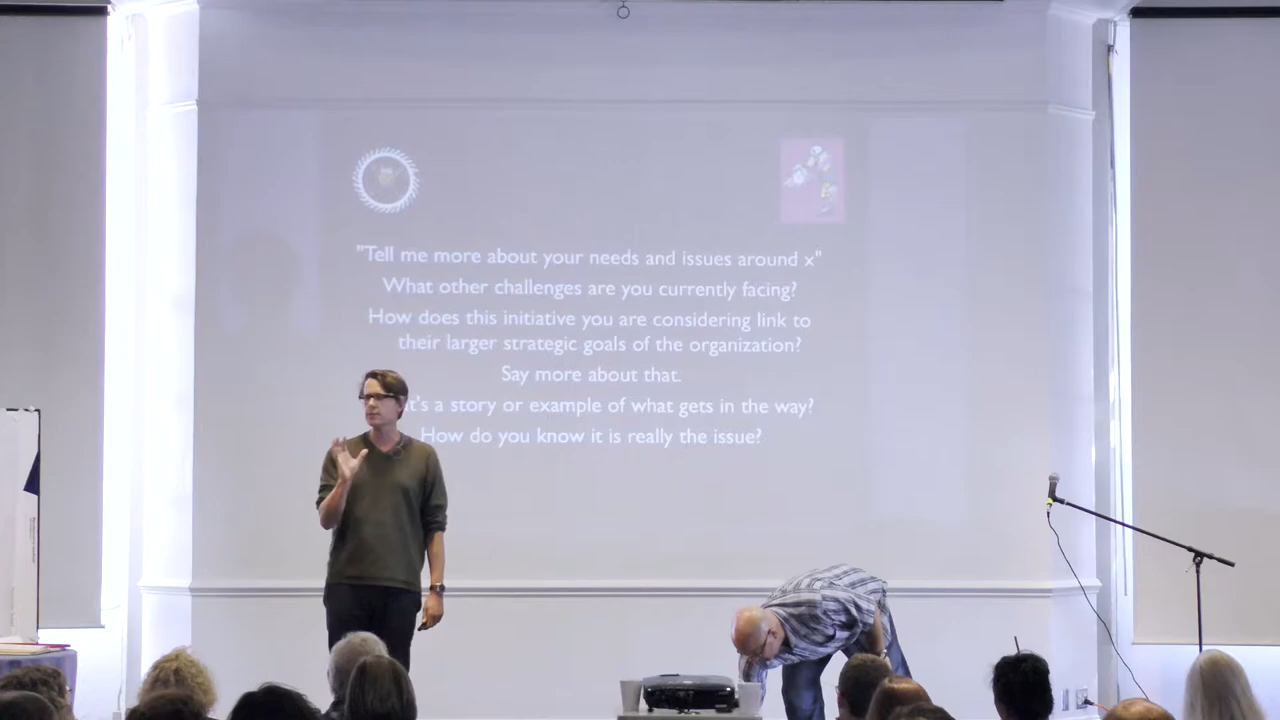 "Tell me more about your needs and issues around x"
What other challenges are you currently facing?
How does this initiative you are considering link to
their larger strategic goals of the organization?
Say more about that.
a story or example of what gets in the way?
How do you know it is really the issue?